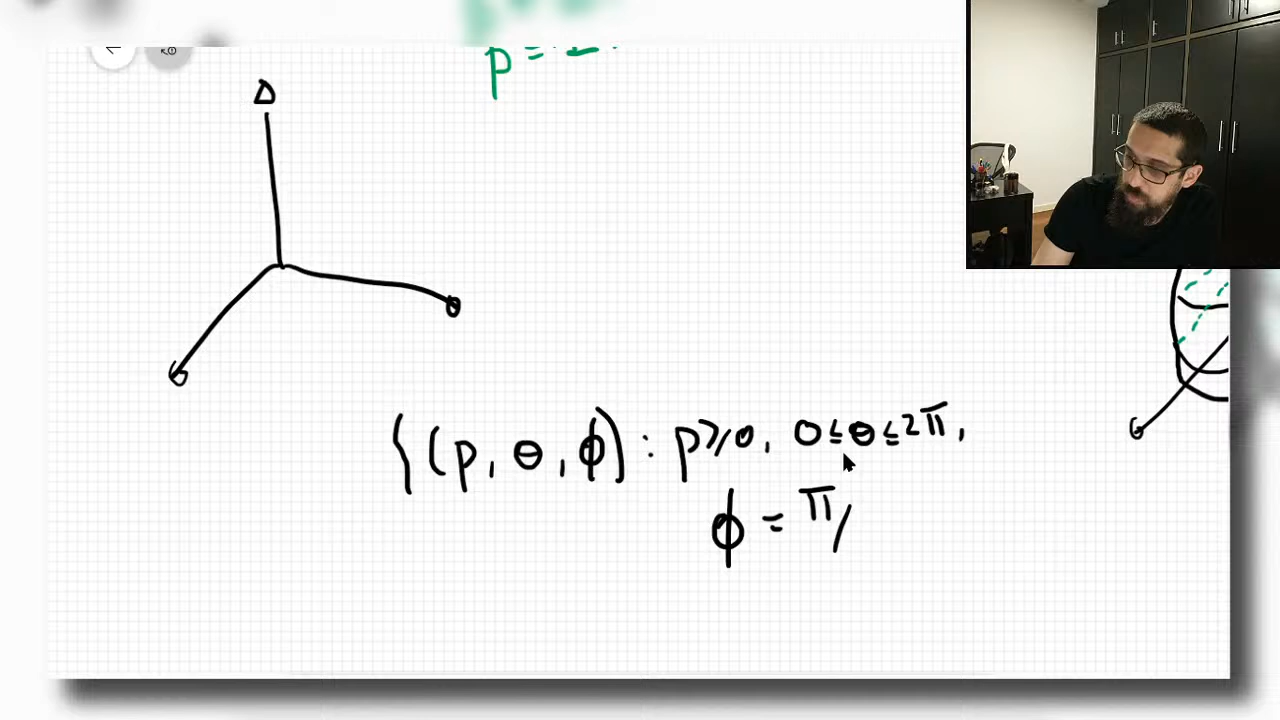 {(ρ, θ, ϕ) : ρ ≥ 0, 0 ≤ θ ≤ 2π,
ϕ = π/